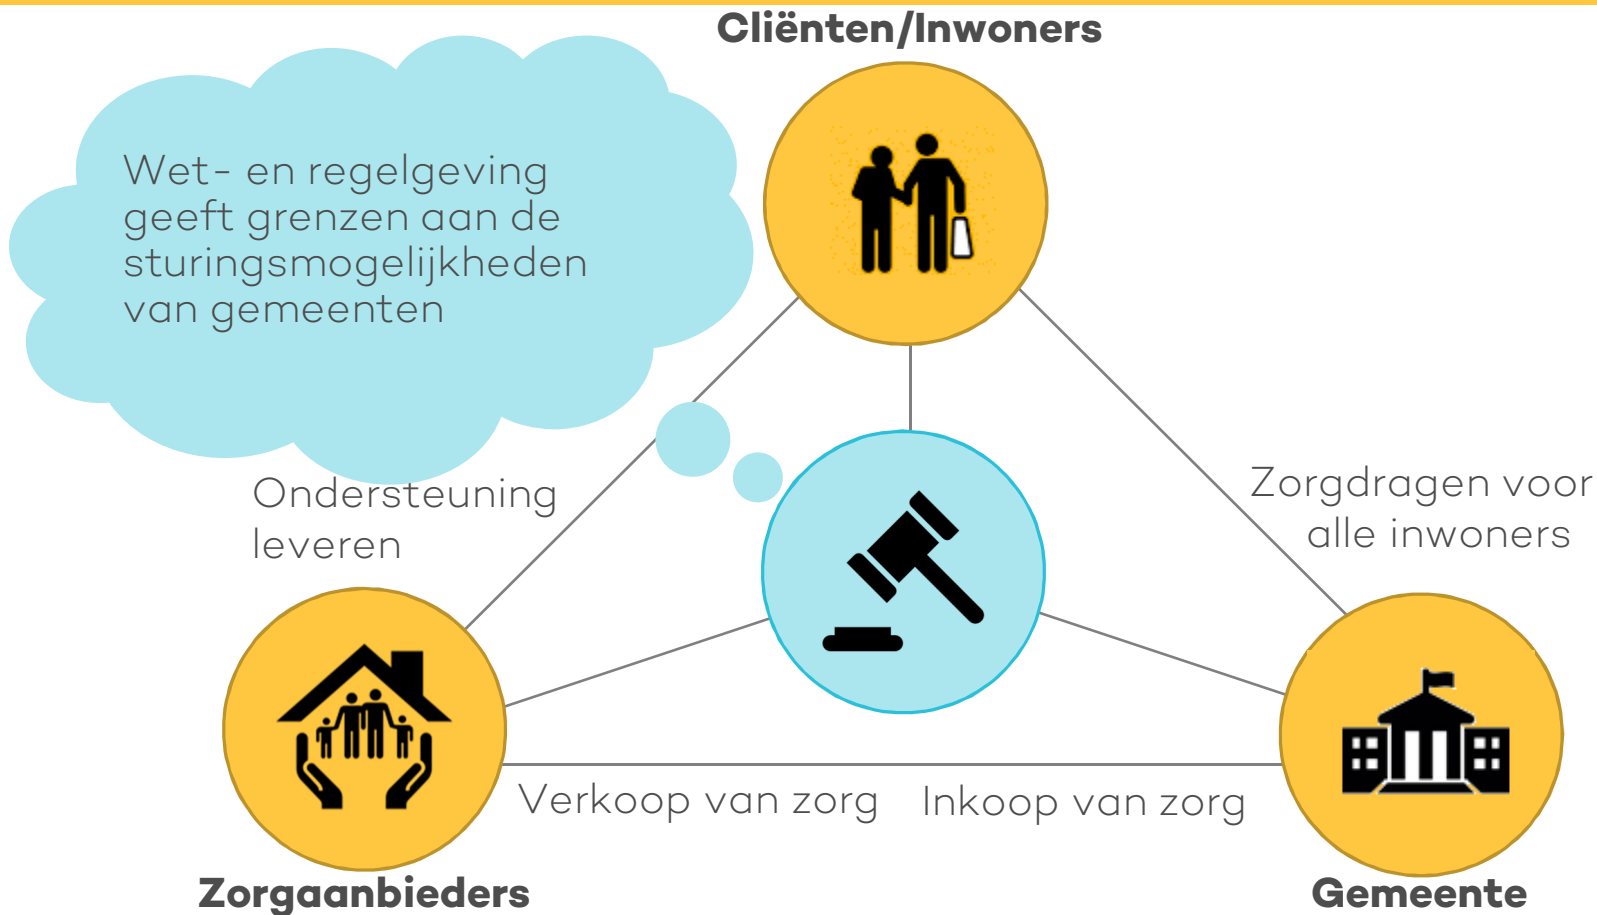 Cliënten/Inwoners
Wet- en regelgeving
geeft grenzen aan de
sturingsmogelijkheden
van gemeenten
Ondersteuning
leveren
Zorgdragen voor
alle inwoners
Verkoop van zorg
Inkoop van zorg
Zorgaanbieders
Gemeente